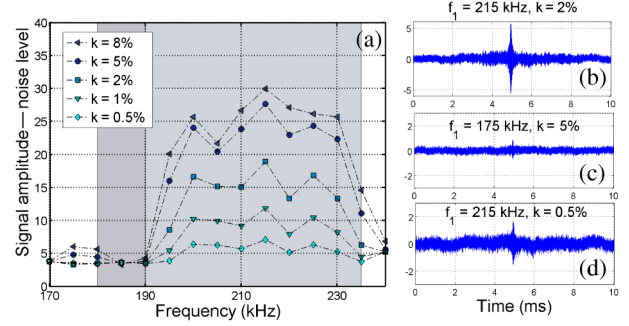 Signal amplitude— noise level
40
35
30
25
20
15
10
5
0
k = 8%
k = 5%
k = 2%
k = 1%
k = 0.5%
(a)
170 190 210 230
Frequency (kHz)
f1 = 215 kHz, k = 2%
5
0
-5
(b)
0 2 4 6 8 10
f1 = 175 kHz, k = 5%
2
0
-2
(c)
0 2 4 6 8 10
f1 = 215 kHz, k = 0.5%
2
0
-2
(d)
0 2 4 6 8 10
Time (ms)